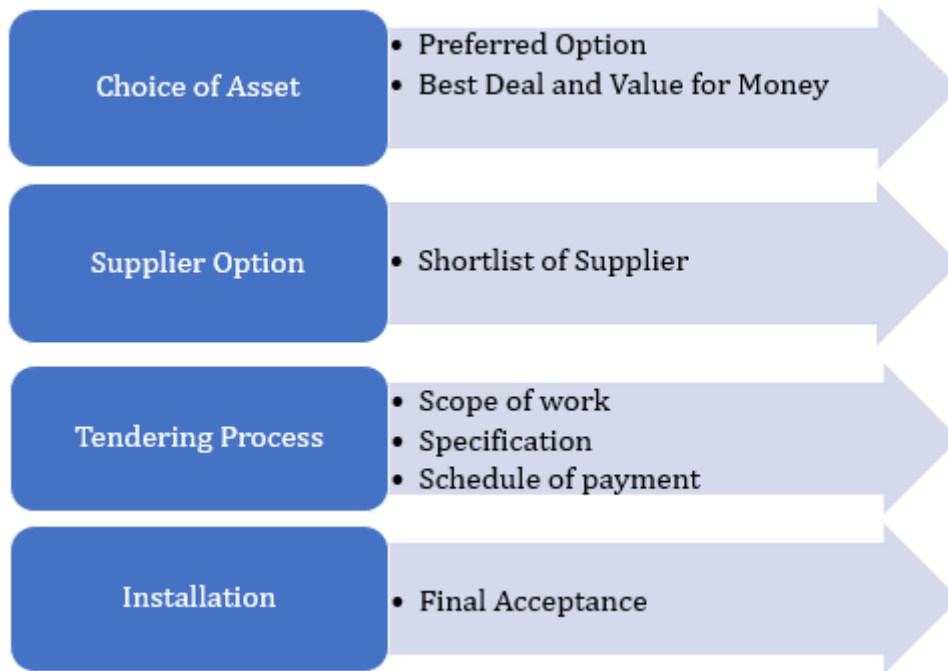 Choice of Asset
• Preferred Option
• Best Deal and Value for Money
Supplier Option
• Shortlist of Supplier
Tendering Process
• Scope of work
• Specification
• Schedule of payment
Installation
• Final Acceptance